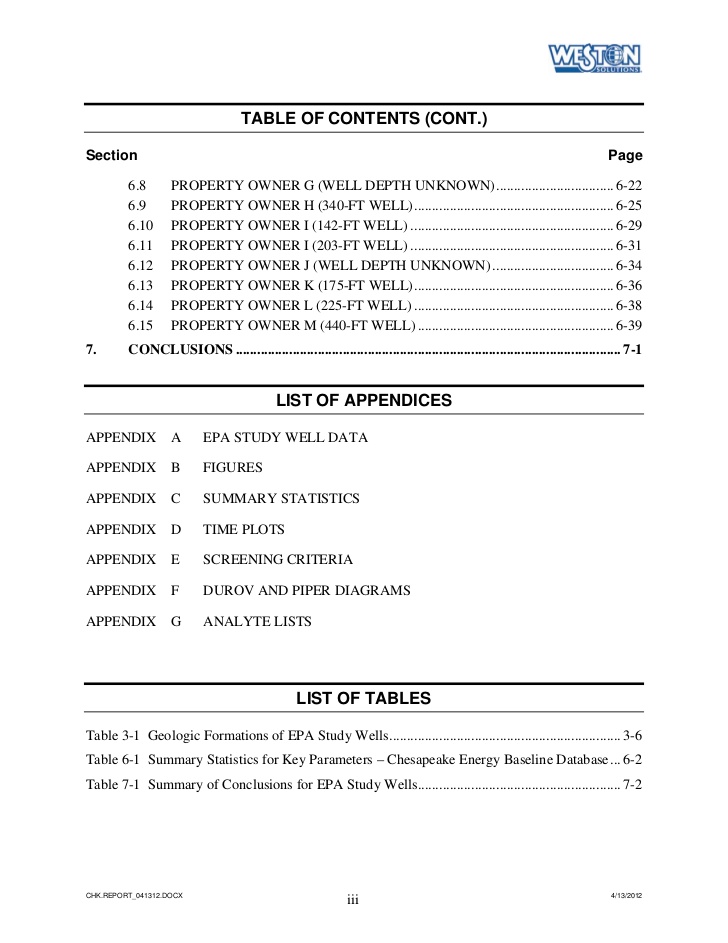 WESTON
SOLUTIONS
TABLE OF CONTENTS (CONT.)
Section Page
6.8 PROPERTY OWNER G (WELL DEPTH UNKNOWN)................................. 6-22
6.9 PROPERTY OWNER H (340-FT WELL)........................................................ 6-25
6.10 PROPERTY OWNER I (142-FT WELL) ......................................................... 6-29
6.11 PROPERTY OWNER I (203-FT WELL) ......................................................... 6-31
6.12 PROPERTY OWNER J (WELL DEPTH UNKNOWN).................................. 6-34
6.13 PROPERTY OWNER K (175-FT WELL)........................................................ 6-36
6.14 PROPERTY OWNER L (225-FT WELL) ........................................................ 6-38
6.15 PROPERTY OWNER M (440-FT WELL) ....................................................... 6-39
7. CONCLUSIONS ............................................................................................................ 7-1
LIST OF APPENDICES
APPENDIX A EPA STUDY WELL DATA
APPENDIX B FIGURES
APPENDIX C SUMMARY STATISTICS
APPENDIX D TIME PLOTS
APPENDIX E SCREENING CRITERIA
APPENDIX F DUROV AND PIPER DIAGRAMS
APPENDIX G ANALYTE LISTS
LIST OF TABLES
Table 3-1 Geologic Formations of EPA Study Wells................................................................. 3-6
Table 6-1 Summary Statistics for Key Parameters – Chesapeake Energy Baseline Database ... 6-2
Table 7-1 Summary of Conclusions for EPA Study Wells......................................................... 7-2
CHK.REPORT_041312.DOCX iii 4/13/2012